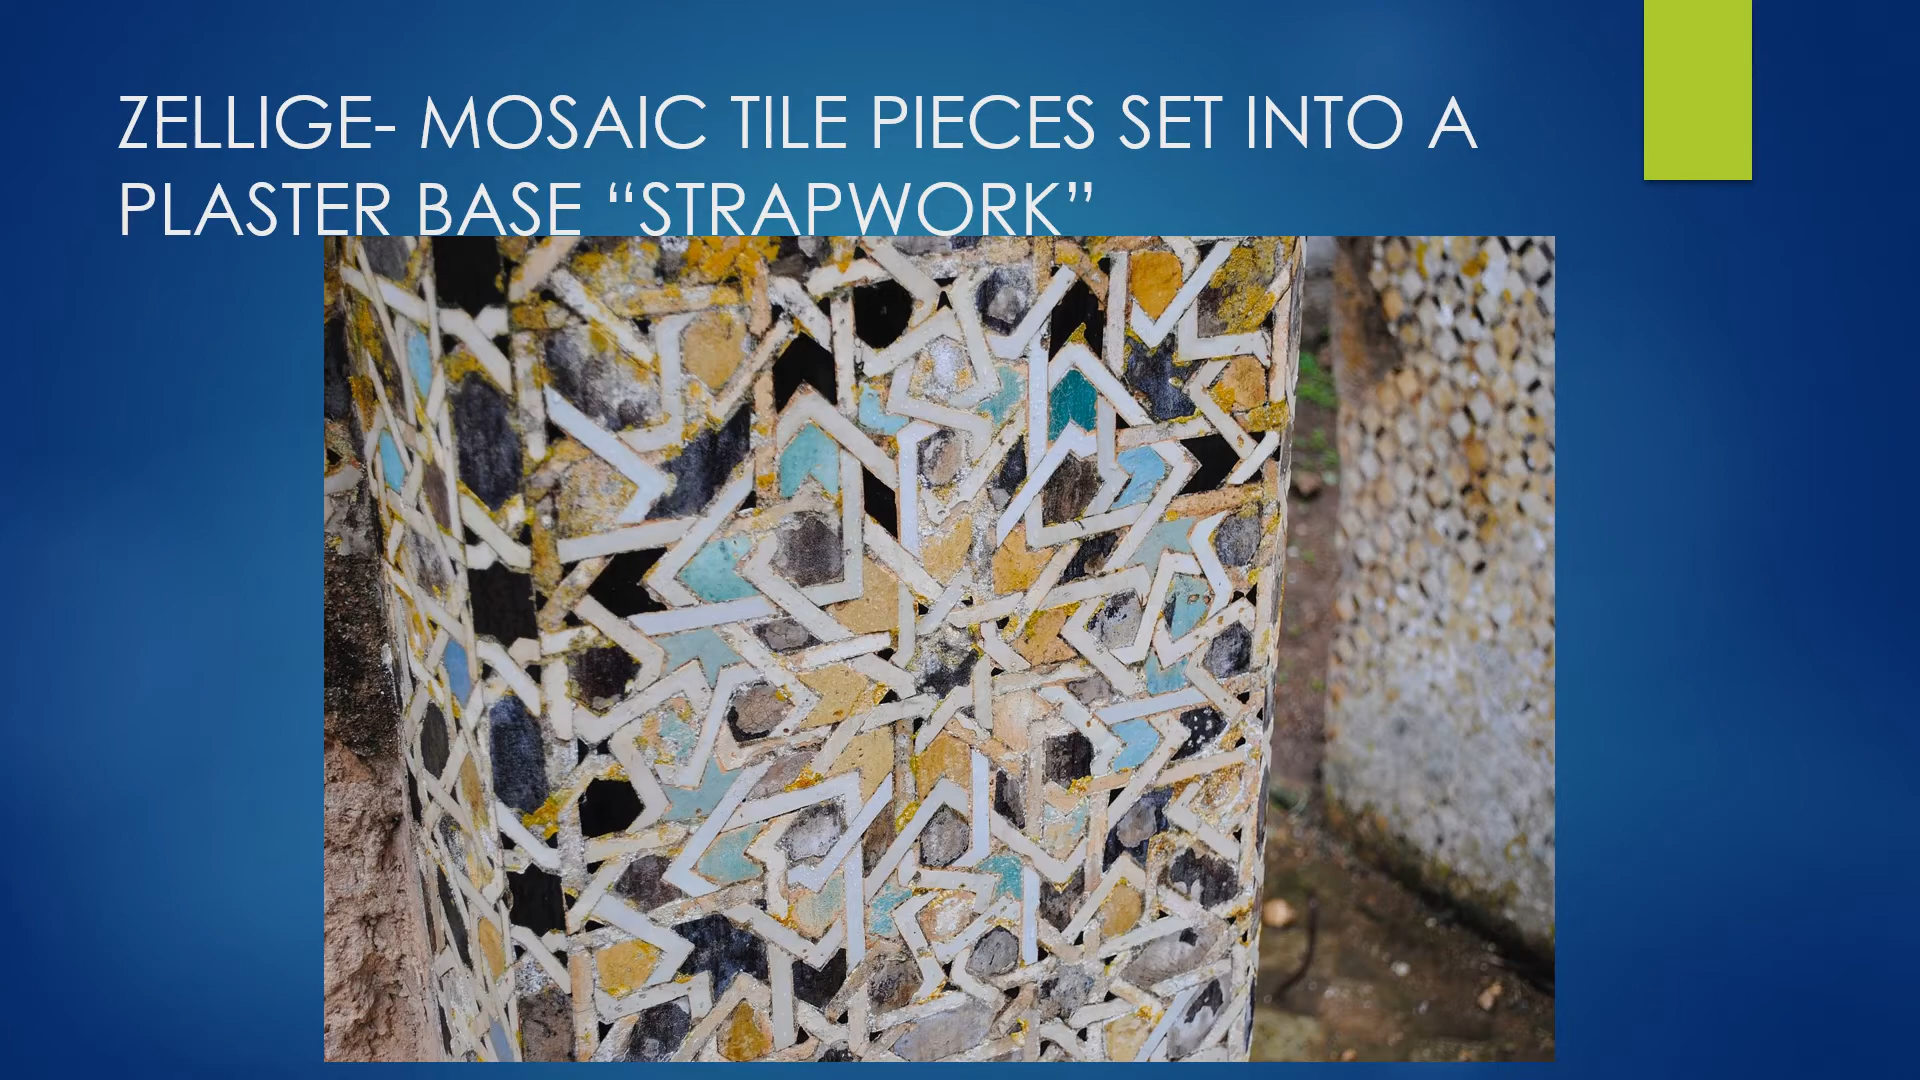 ZELLIGE- MOSAIC TILE PIECES SET INTO A
PLASTER BASE “STRAPWORK”